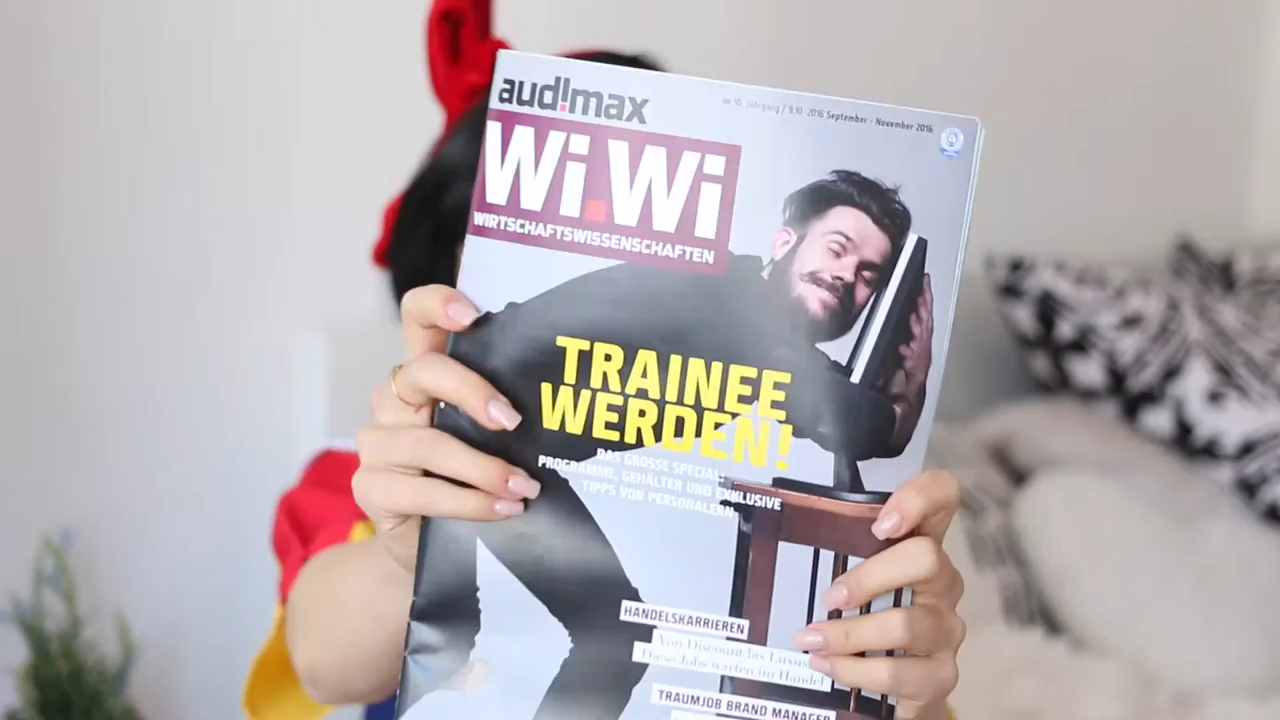 aud!max
im 10. Jahrgang / 9.10 2016 September - November 2016
Wi.Wi
WIRTSCHAFTSWISSENSCHAFTEN
TRAINEE
WERDEN!
DAS GROSSE SPECIAL:
PROGRAMME, GEHÄLTER UND EXKLUSIVE
TIPPS VON PERSONALERN
HANDELSKARRIEREN
Von Discount bis Luxus:
Diese Jobs warten im Handel
TRAUMJOB BRAND MANAGER